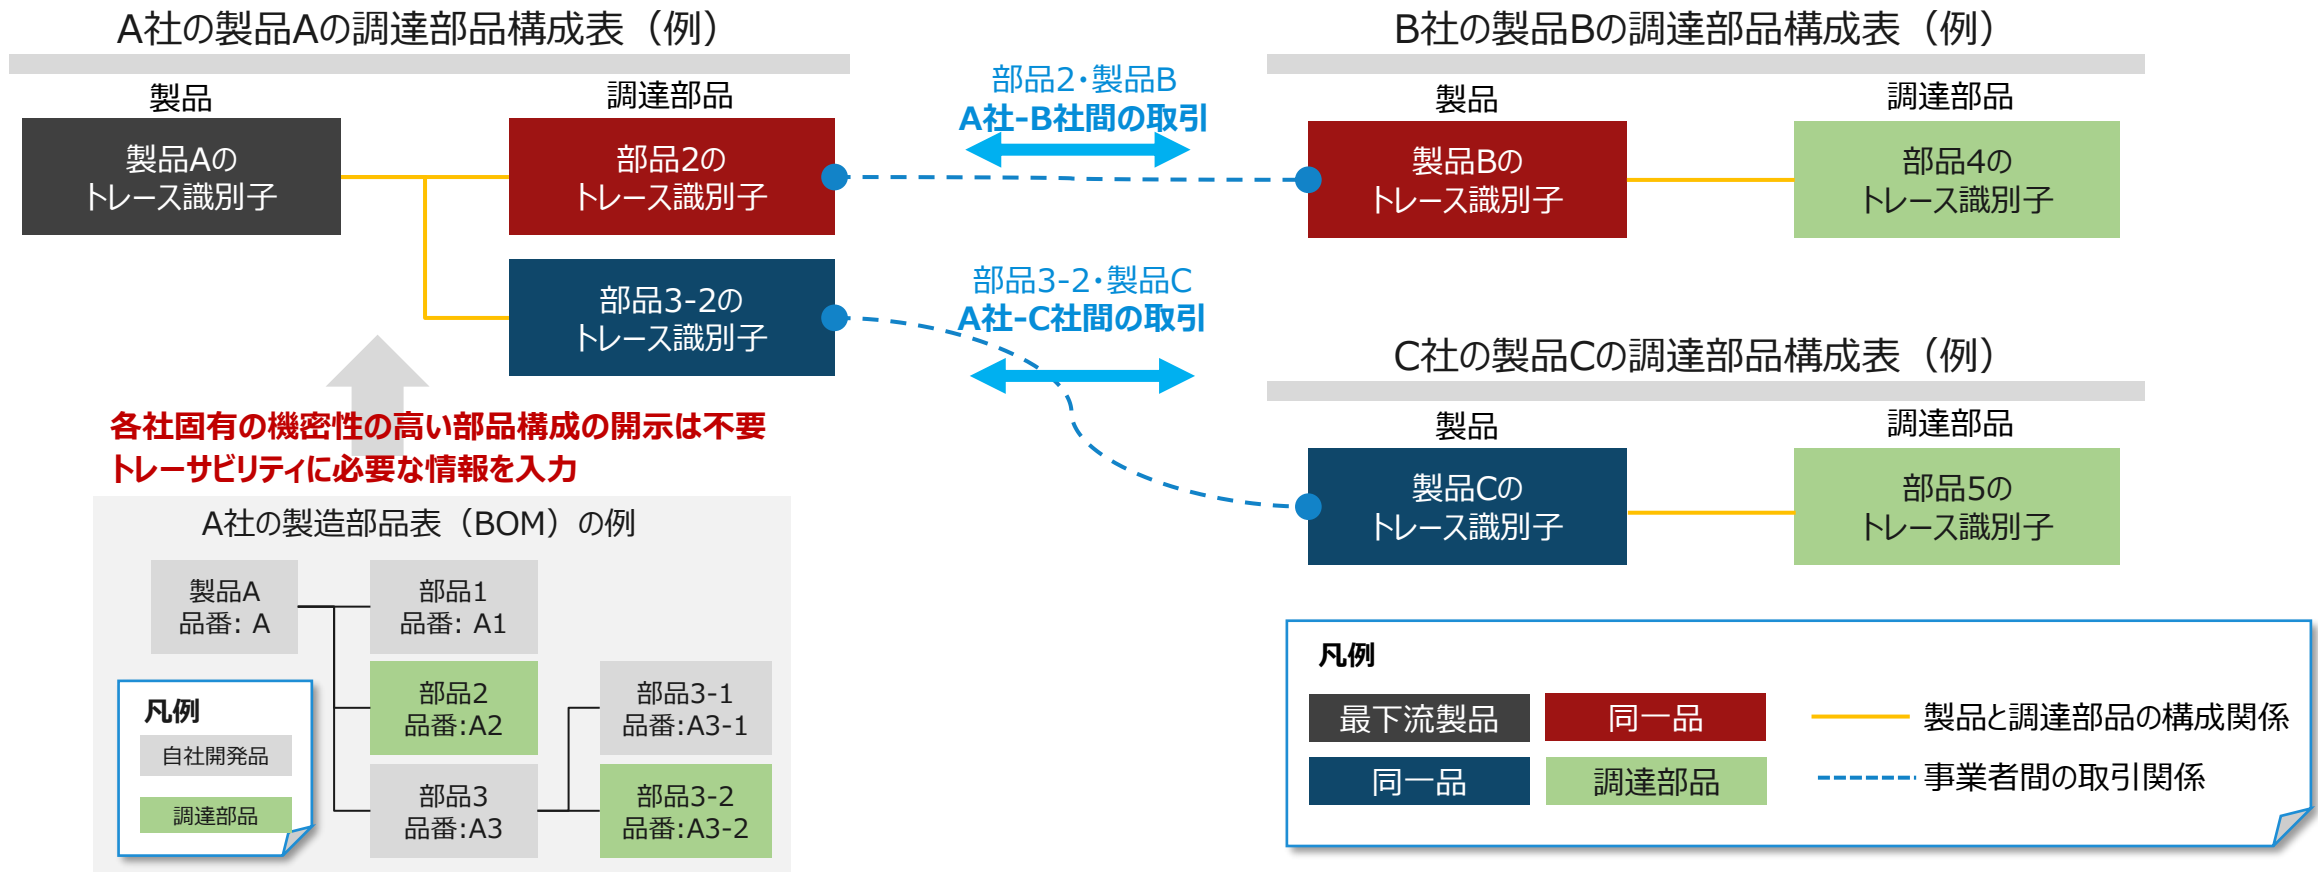 A社の製品Aの調達部品構成表（例）
製品
調達部品
製品Aの
トレース識別子
部品2の
トレース識別子
部品3-2の
トレース識別子
部品2・製品B
A社-B社間の取引
部品3-2・製品C
A社-C社間の取引
B社の製品Bの調達部品構成表（例）
製品
調達部品
製品Bの
トレース識別子
部品4の
トレース識別子
C社の製品Cの調達部品構成表（例）
製品
調達部品
製品Cの
トレース識別子
部品5の
トレース識別子
各社固有の機密性の高い部品構成の開示は不要
トレーサビリティに必要な情報を入力
A社の製造部品表（BOM）の例
製品A
品番: A
部品1
品番: A1
部品2
品番:A2
部品3
品番:A3
部品3-1
品番:A3-1
部品3-2
品番:A3-2
凡例
自社開発品
調達部品
凡例
最下流製品
同一品
同一品
調達部品
製品と調達部品の構成関係
事業者間の取引関係